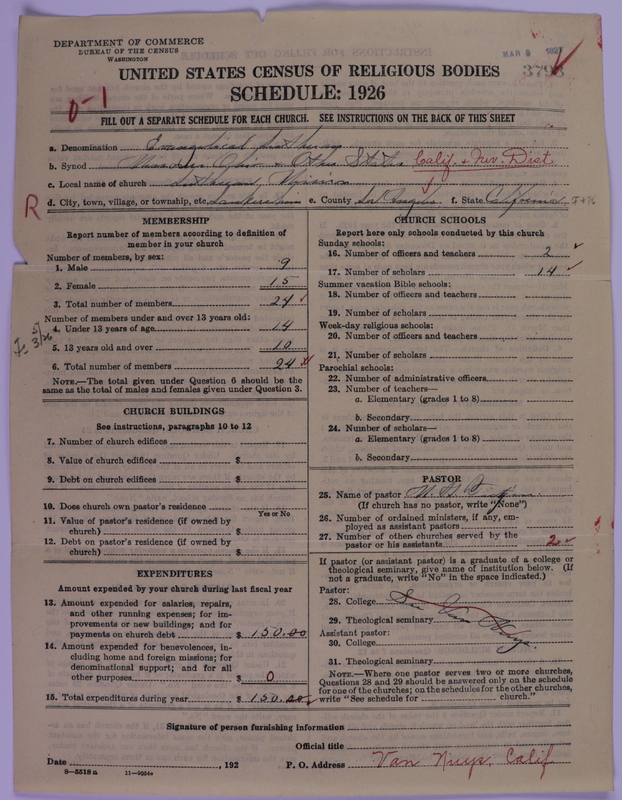 DEPARTMENT OF COMMERCE
BUREAU OF THE CENSUS
WASHINGTON
MAR 9 1927
3793
UNITED STATES CENSUS OF RELIGIOUS BODIES
SCHEDULE: 1926
0-1
FILL OUT A SEPARATE SCHEDULE FOR EACH CHURCH. SEE INSTRUCTIONS ON THE BACK OF THIS SHEET
a. Denomination Evangelical Lutheran
b. Synod Missouri, Ohio & Other States Calif. & Nev. Dist
c. Local name of church Lutheran Mission
R
d. City, town, village, or township, etc. Lankershim e. County Los Angeles f. State California
MEMBERSHIP
Report number of members according to definition of member in your church
Number of members, by sex:
1. Male 9
2. Female 15
3. Total number of members 24
Number of members under and over 13 years old:
4. Under 13 years of age 14
5. 13 years old and over 10
6. Total number of members 24
NOTE.—The total given under Question 6 should be the same as the total of males and females given under Question 3.
CHURCH BUILDINGS
See instructions, paragraphs 10 to 12
7. Number of church edifices
8. Value of church edifices $
9. Debt on church edifices $
10. Does church own pastor's residence
Yes or No
11. Value of pastor's residence (if owned by church) $
12. Debt on pastor's residence (if owned by church) $
EXPENDITURES
Amount expended by your church during last fiscal year
13. Amount expended for salaries, repairs, and other running expenses; for improvements or new buildings; and for payments on church debt $ 150.00
14. Amount expended for benevolences, including home and foreign missions; for denominational support; and for all other purposes $ 0
15. Total expenditures during year $ 150.00
CHURCH SCHOOLS
Report here only schools conducted by this church
Sunday schools:
16. Number of officers and teachers 2
17. Number of scholars 14
Summer vacation Bible schools:
18. Number of officers and teachers
19. Number of scholars
Week-day religious schools:
20. Number of officers and teachers
21. Number of scholars
Parochial schools:
22. Number of administrative officers
23. Number of teachers—
a. Elementary (grades 1 to 8)
b. Secondary
24. Number of scholars—
a. Elementary (grades 1 to 8)
b. Secondary
PASTOR
25. Name of pastor
(If church has no pastor, write "None")
26. Number of ordained ministers, if any, employed as assistant pastors
27. Number of other churches served by the pastor or his assistants 2
If pastor (or assistant pastor) is a graduate of a college or theological seminary, give name of institution below. (If not a graduate, write "No" in the space indicated.)
Pastor:
28. College See
29. Theological seminary Van Nuys.
Assistant pastor:
30. College
31. Theological seminary
NOTE.—Where one pastor serves two or more churches, Questions 28 and 29 should be answered only on the schedule for one of the churches; on the schedules for the other churches, write "See schedule for church."
Signature of person furnishing information
Official title
Date , 192 P. O. Address Van Nuys, Calif
8-5518a 11-9054